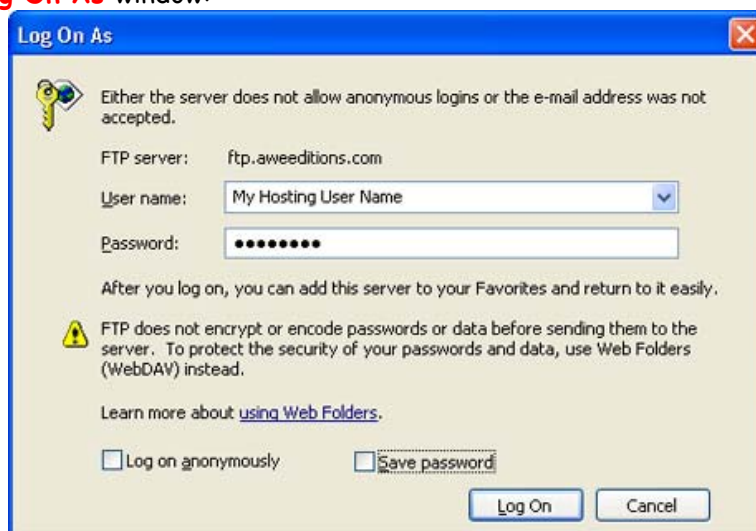 g On As window:
Log On As
Either the server does not allow anonymous logins or the e-mail address was not
accepted.
FTP server: ftp.aweeditions.com
User name: My Hosting User Name
Password: ●●●●●●●●
After you log on, you can add this server to your Favorites and return to it easily.
FTP does not encrypt or encode passwords or data before sending them to the
server. To protect the security of your passwords and data, use Web Folders
(WebDAV) instead.
Learn more about using Web Folders.
Log on anonymously Save password
Log On Cancel